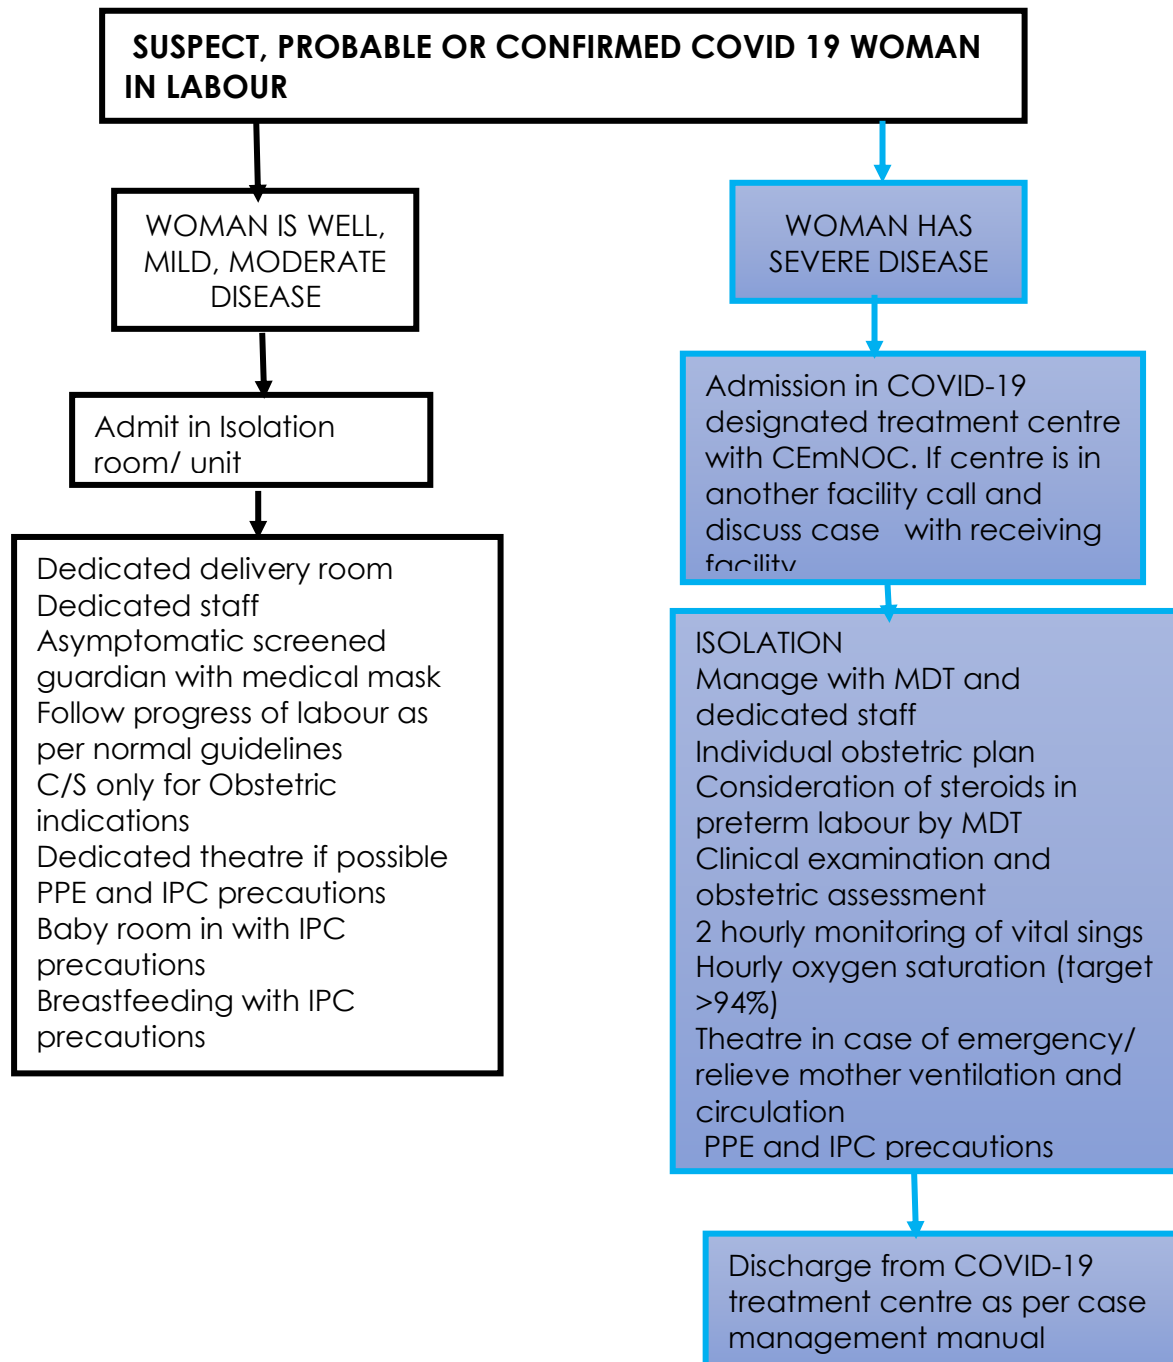 SUSPECT, PROBABLE OR CONFIRMED COVID 19 WOMAN
IN LABOUR
WOMAN IS WELL,
MILD, MODERATE
DISEASE
Admit in Isolation
room/ unit
Dedicated delivery room
Dedicated staff
Asymptomatic screened
guardian with medical mask
Follow progress of labour as
per normal guidelines
C/S only for Obstetric
indications
Dedicated theatre if possible
PPE and IPC precautions
Baby room in with IPC
precautions
Breastfeeding with IPC
precautions
WOMAN HAS
SEVERE DISEASE
Admission in COVID-19
designated treatment centre
with CEmNOC. If centre is in
another facility call and
discuss case with receiving
facility
ISOLATION
Manage with MDT and
dedicated staff
Individual obstetric plan
Consideration of steroids in
preterm labour by MDT
Clinical examination and
obstetric assessment
2 hourly monitoring of vital sings
Hourly oxygen saturation (target
>94%)
Theatre in case of emergency/
relieve mother ventilation and
circulation
PPE and IPC precautions
Discharge from COVID-19
treatment centre as per case
management manual